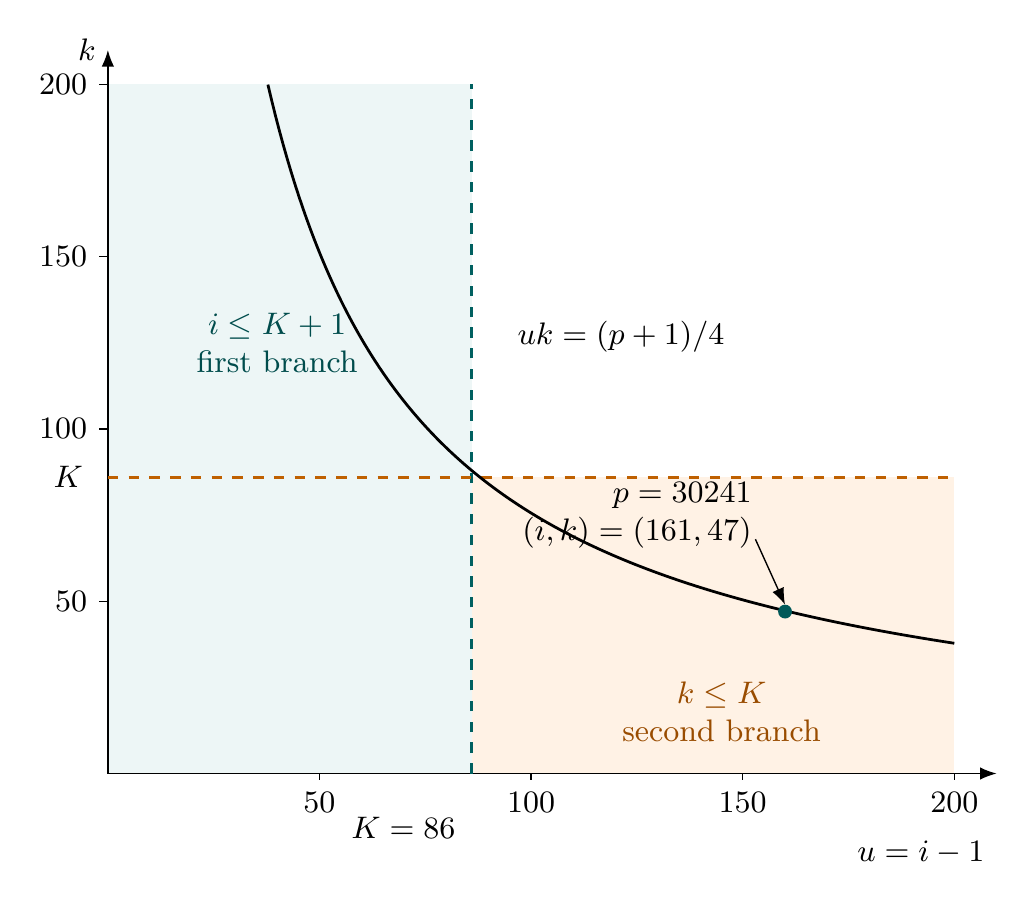 k
200
150
i ≤ K + 1
first branch
uk = (p + 1)/4
100
K
p = 30241
(i, k) = (161, 47)
50
k ≤ K
second branch
50
100
150
200
K = 86
u = i − 1